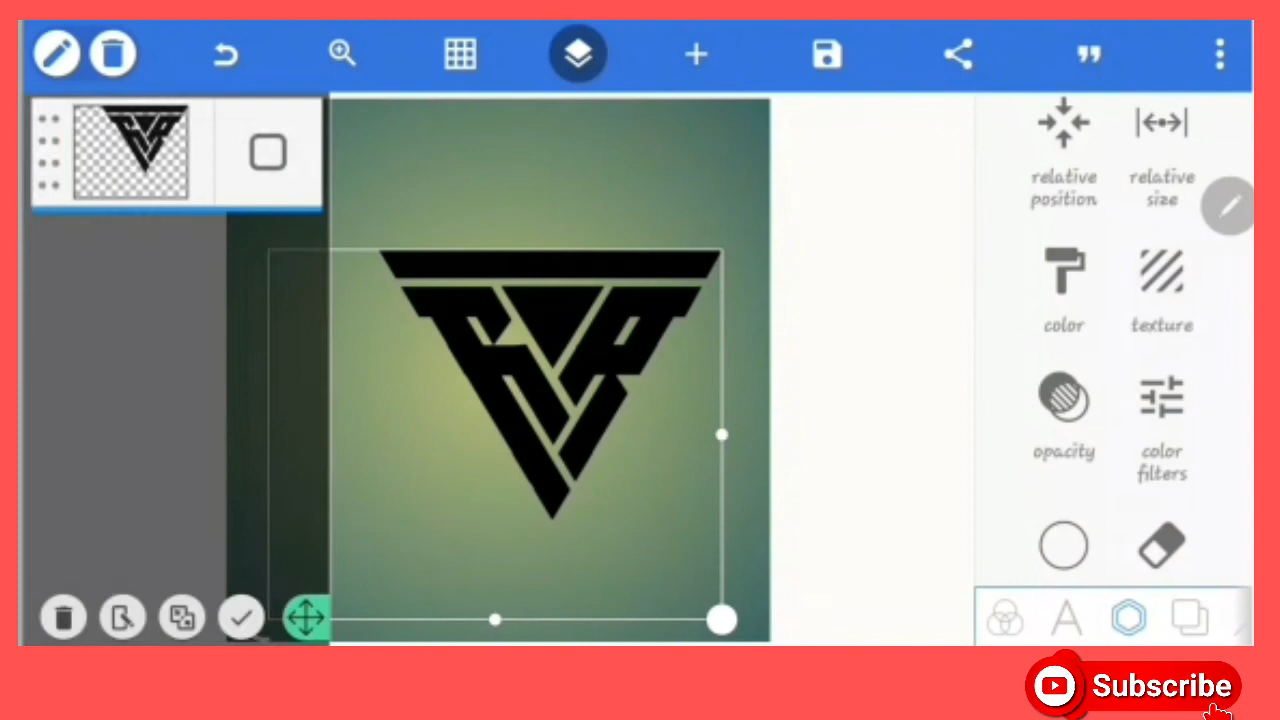 relative position
relative size
color
texture
opacity
color filters
Subscribe